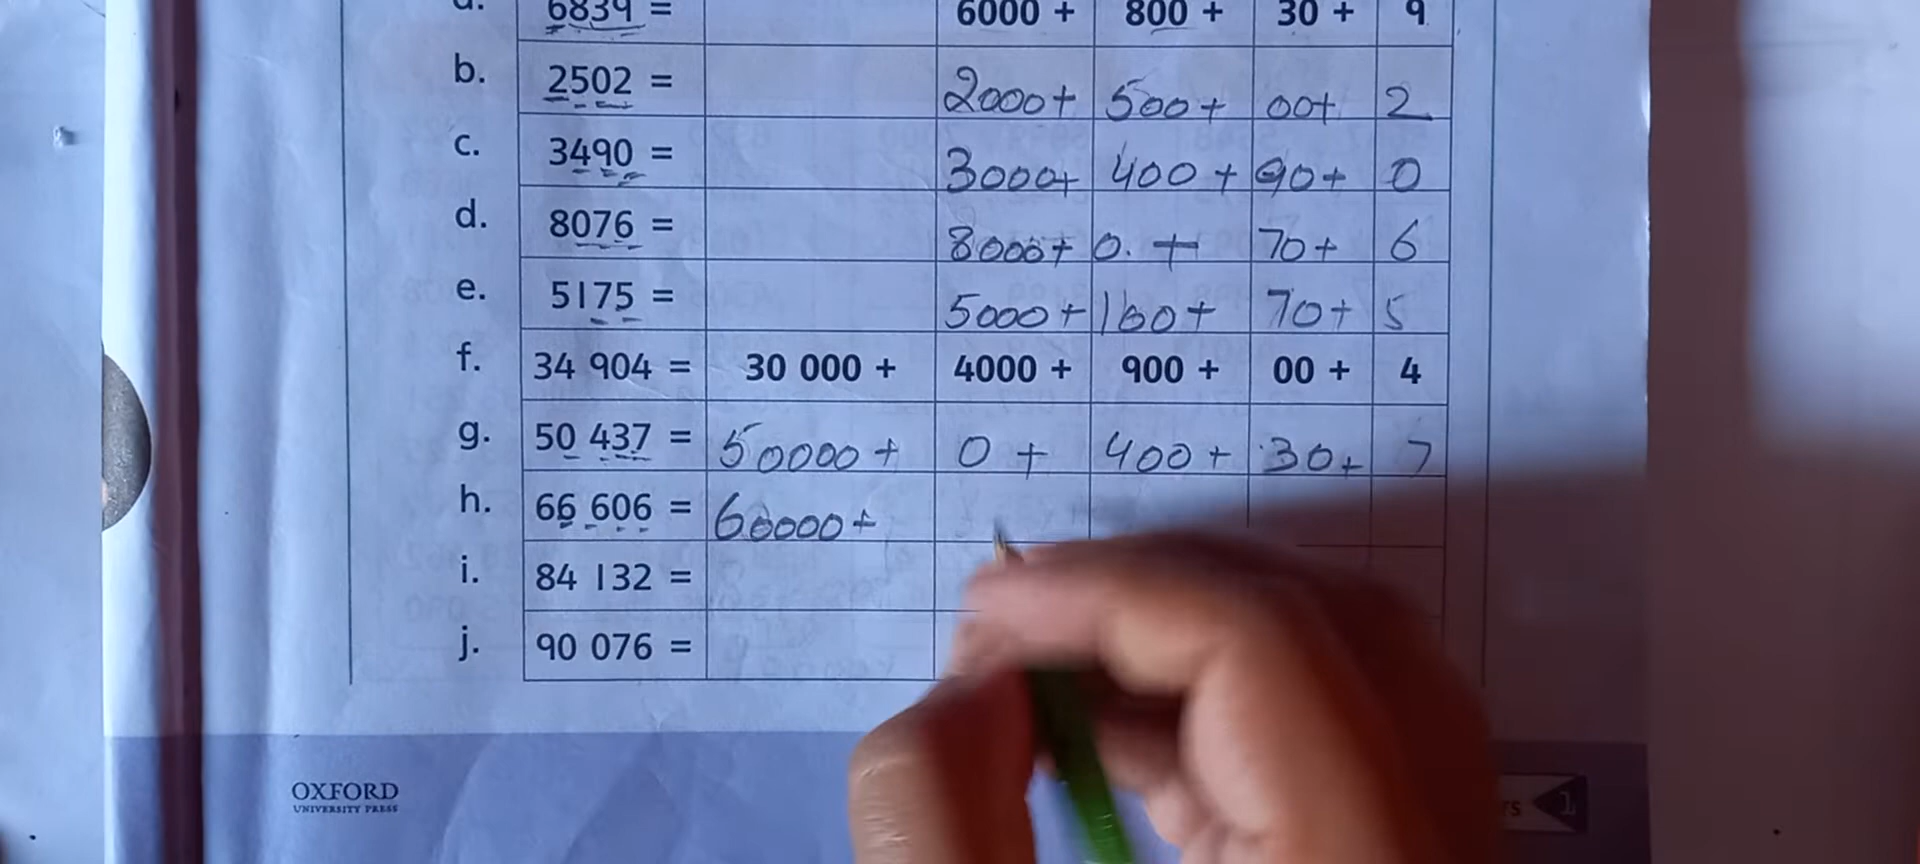 a. 6839 = 6000 + 800 + 30 + 9
b. 2502 = 2000+ 500+ 00+ 2
c. 3490 = 3000+ 400+ 90+ 0
d. 8076 = 8000+ 0. + 70+ 6
e. 5175 = 5000+ 100+ 70+ 5
f. 34 904 = 30 000 + 4000 + 900 + 00 + 4
g. 50 437 = 50000+ 0 + 400+ 30+ 7
h. 66 606 = 60000+
i. 84 132 =
j. 90 076 =
OXFORD
UNIVERSITY PRESS
1